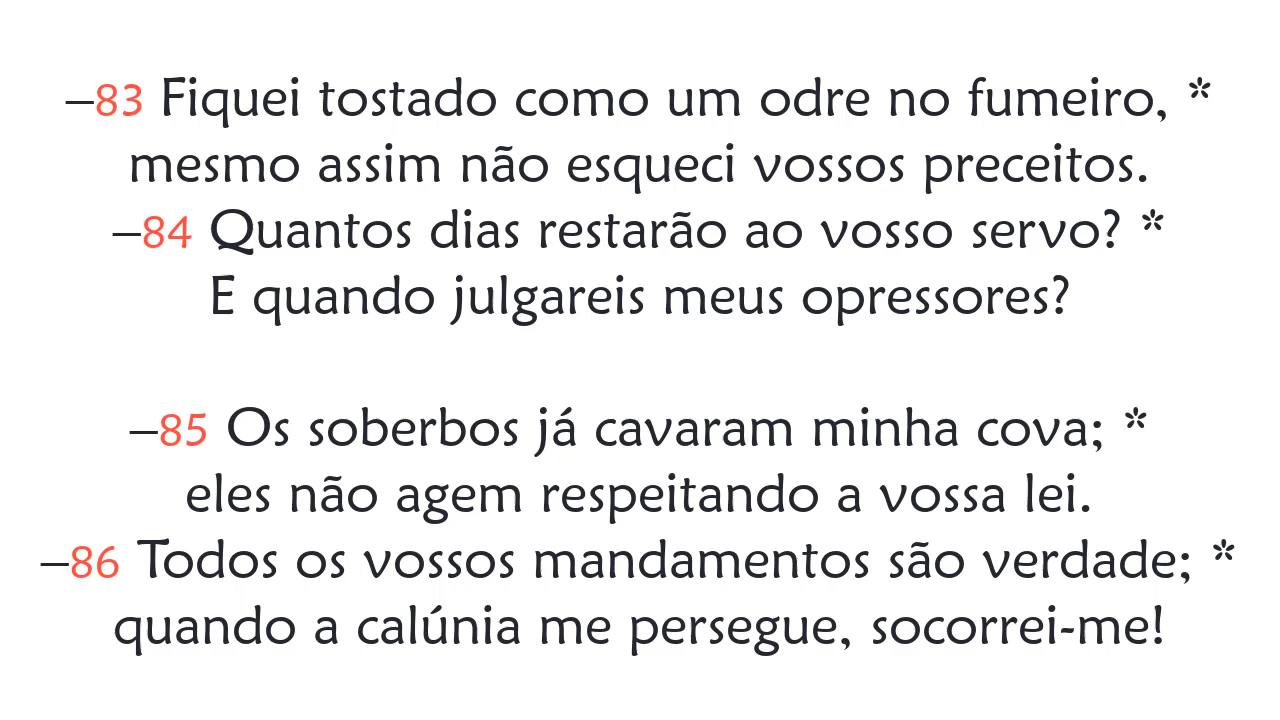 –83 Fiquei tostado como um odre no fumeiro, *
mesmo assim não esqueci vossos preceitos.
–84 Quantos dias restarão ao vosso servo? *
E quando julgareis meus opressores?
–85 Os soberbos já cavaram minha cova; *
eles não agem respeitando a vossa lei.
–86 Todos os vossos mandamentos são verdade; *
quando a calúnia me persegue, socorrei-me!